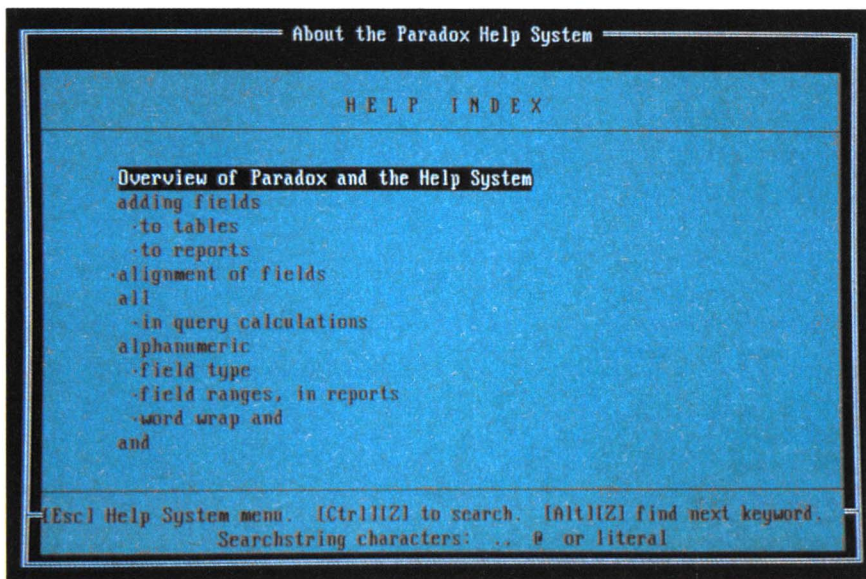 About the Paradox Help System
HELP INDEX
·Overview of Paradox and the Help System
adding fields
·to tables
·to reports
·alignment of fields
all
·in query calculations
alphanumeric
·field type
·field ranges, in reports
·word wrap and
and
[Esc] Help System menu. [Ctrl][Z] to search. [Alt][Z] find next keyword.
Searchstring characters: .. @ or literal